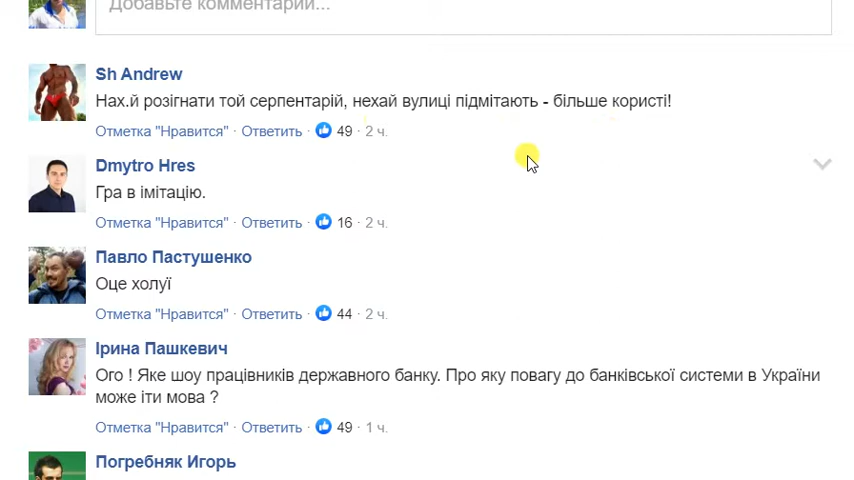 Добавьте комментарий...
Sh Andrew
Нах.й розігнати той серпентарій, нехай вулиці підмітають - більше користі!
Отметка "Нравится" · Ответить · 49 · 2 ч.
Dmytro Hres
Гра в імітацію.
Отметка "Нравится" · Ответить · 16 · 2 ч.
Павло Пастушенко
Оце холуї
Отметка "Нравится" · Ответить · 44 · 2 ч.
Ірина Пашкевич
Ого ! Яке шоу працівників державного банку. Про яку повагу до банківської системи в Україні
може іти мова ?
Отметка "Нравится" · Ответить · 49 · 1 ч.
Погребняк Игорь